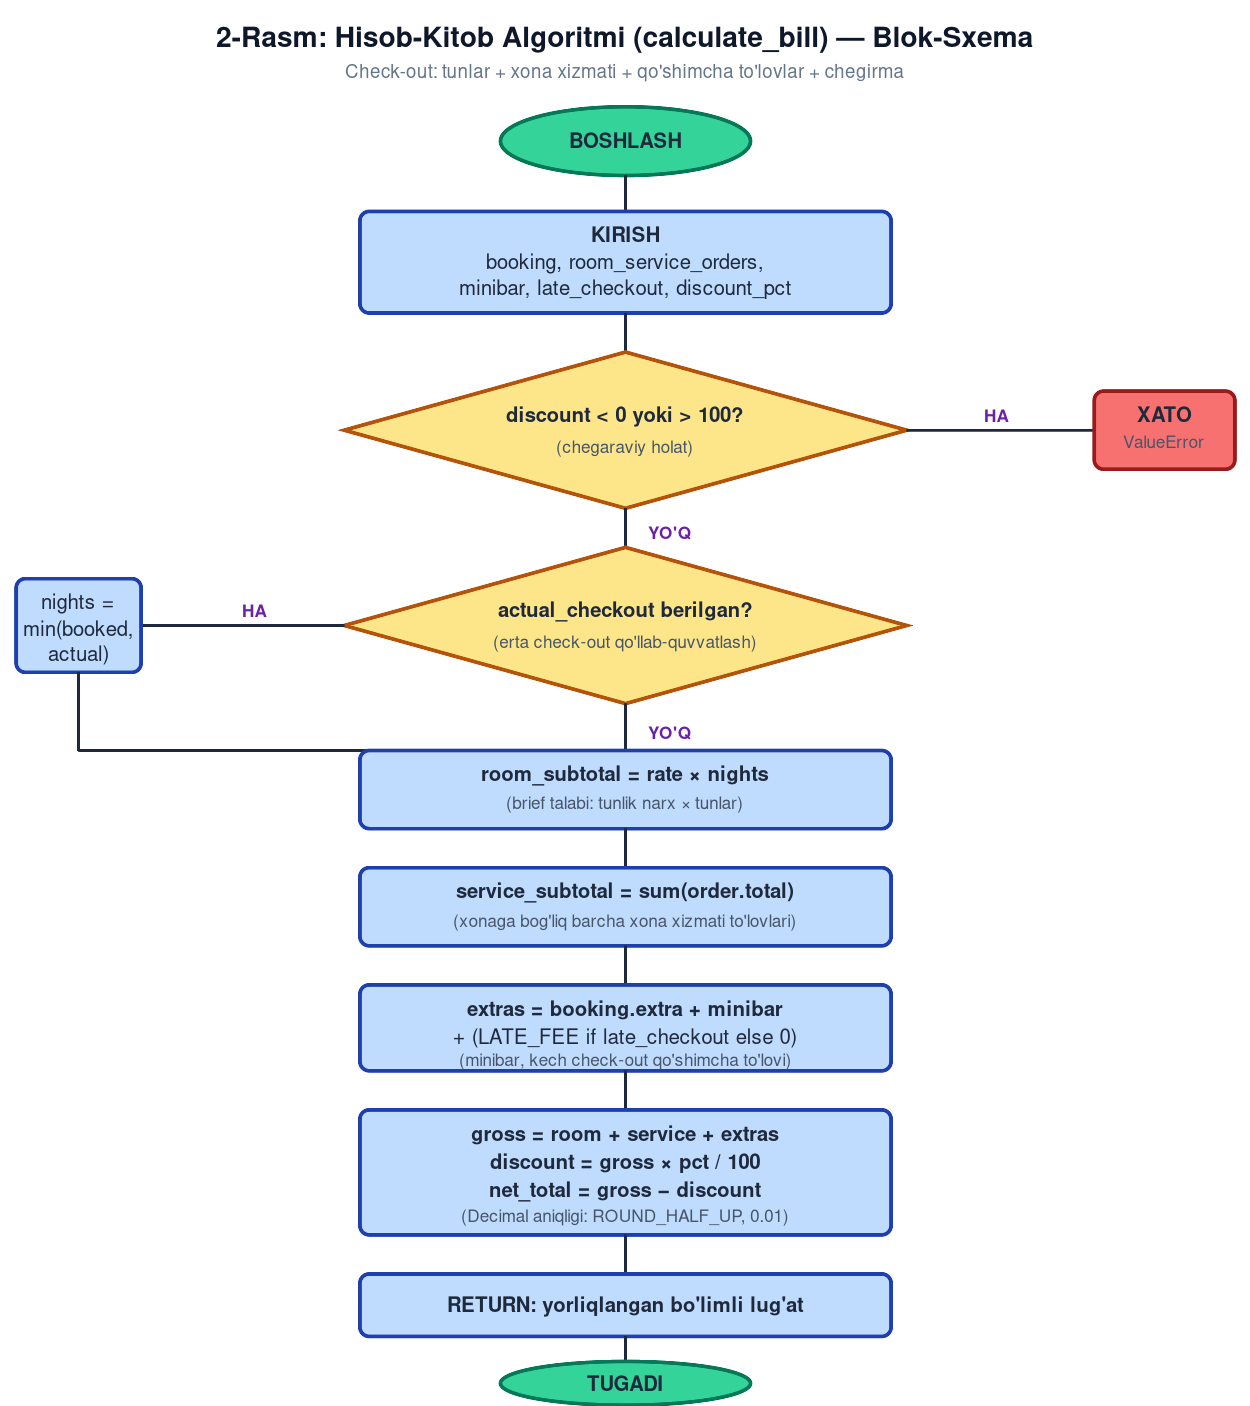 2-Rasm: Hisob-Kitob Algoritmi (calculate_bill) — Blok-Sxema
Check-out: tunlar + xona xizmati + qo'shimcha to'lovlar + chegirma
BOSHLASH
KIRISH
booking, room_service_orders,
minibar, late_checkout, discount_pct
discount < 0 yoki > 100?
(chegaraviy holat)
HA
XATO
ValueError
YO'Q
actual_checkout berilgan?
(erta check-out qo'llab-quvvatlash)
HA
nights =
min(booked,
actual)
YO'Q
room_subtotal = rate × nights
(brief talabi: tunlik narx × tunlar)
service_subtotal = sum(order.total)
(xonaga bog'liq barcha xona xizmati to'lovlari)
extras = booking.extra + minibar
+ (LATE_FEE if late_checkout else 0)
(minibar, kech check-out qo'shimcha to'lovi)
gross = room + service + extras
discount = gross × pct / 100
net_total = gross − discount
(Decimal aniqligi: ROUND_HALF_UP, 0.01)
RETURN: yorliqlangan bo'limli lug'at
TUGADI